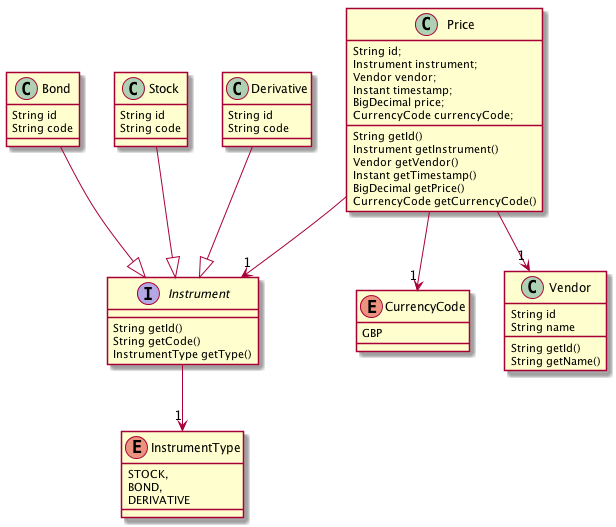 C Price
String id;
Instrument instrument;
Vendor vendor;
Instant timestamp;
BigDecimal price;
CurrencyCode currencyCode;
String getId()
Instrument getInstrument()
Vendor getVendor()
Instant getTimestamp()
BigDecimal getPrice()
CurrencyCode getCurrencyCode()
C Bond
String id
String code
C Stock
String id
String code
C Derivative
String id
String code
1
1
1
I Instrument
String getId()
String getCode()
InstrumentType getType()
E CurrencyCode
GBP
C Vendor
String id
String name
String getId()
String getName()
1
E InstrumentType
STOCK,
BOND,
DERIVATIVE